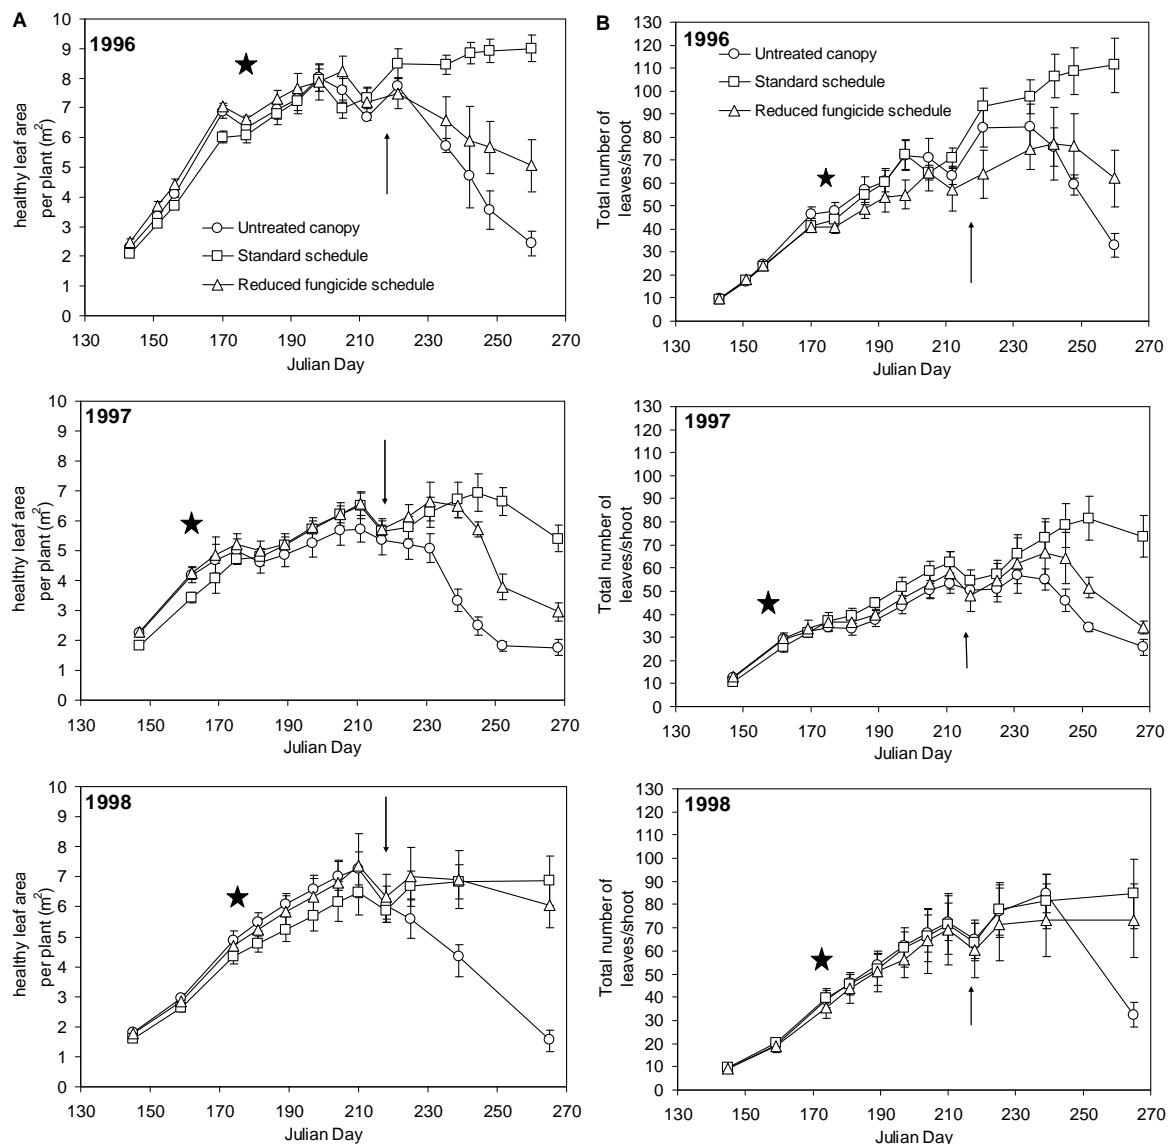 A
10
9
8
7
6
5
4
3
2
1
0
1996
healthy leaf area
per plant (m²)
Untreated canopy
Standard schedule
Reduced fungicide schedule
130 150 170 190 210 230 250 270
Julian Day
B
130
120
110
100
90
80
70
60
50
40
30
20
10
0
1996
Total number of
leaves/shoot
Untreated canopy
Standard schedule
Reduced fungicide schedule
130 150 170 190 210 230 250 270
Julian Day
10
9
8
7
6
5
4
3
2
1
0
1997
healthy leaf area
per plant (m²)
130 150 170 190 210 230 250 270
Julian Day
130
120
110
100
90
80
70
60
50
40
30
20
10
0
1997
Total number of
leaves/shoot
130 150 170 190 210 230 250 270
Julian Day
10
9
8
7
6
5
4
3
2
1
0
1998
healthy leaf area
per plant (m²)
130 150 170 190 210 230 250 270
Julian Day
130
120
110
100
90
80
70
60
50
40
30
20
10
0
1998
Total number of
leaves/shoot
130 150 170 190 210 230 250 270
Julian Day